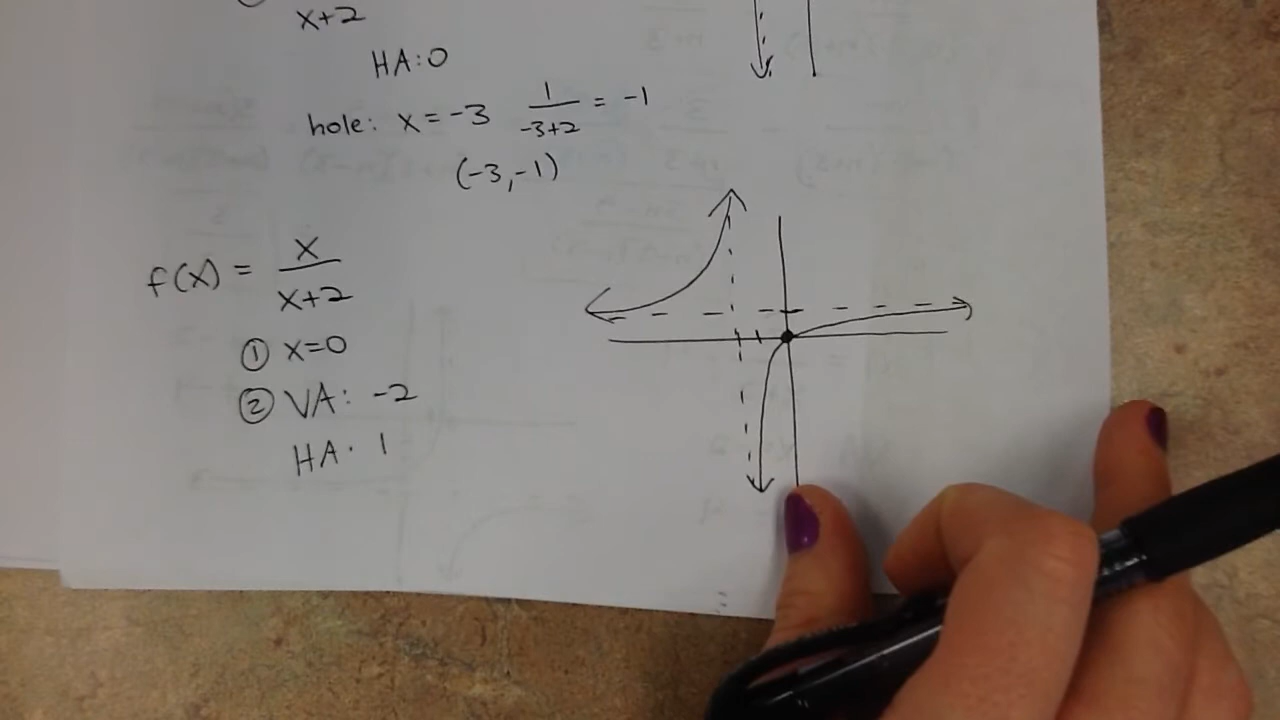 x+2
HA:0
hole: x = -3 1/(-3+2) = -1
(-3,-1)
f(x) = x/(x+2)
① x=0
② VA: -2
HA: 1